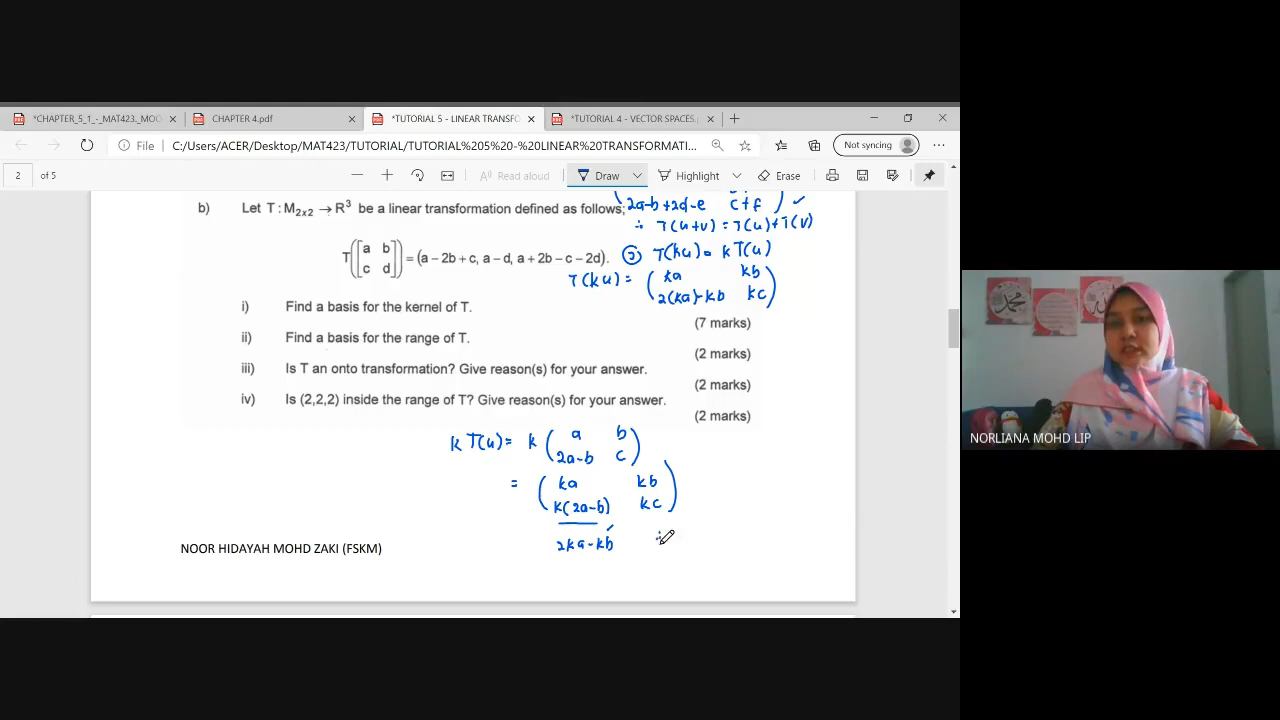 *CHAPTER_5_1_-_MAT423._MOO
CHAPTER 4.pdf
*TUTORIAL 5 - LINEAR TRANSFO
*TUTORIAL 4 - VECTOR SPACES.p
File
C:/Users/ACER/Desktop/MAT423/TUTORIAL/TUTORIAL%205%20-%20LINEAR%20TRANSFORMATI...
Not syncing
2 of 5
Read aloud
Draw
Highlight
Erase
2a-b+2d-e c+f
∴ T(u+v) = T(u)+T(v)
b) Let T : M2x2 → R³ be a linear transformation defined as follows;
T([a b c d]) = (a – 2b + c, a – d, a + 2b – c – 2d).
② T(ku) = k T(u)
T(ku) = ( ka kb
2(ka)-kb kc )
i) Find a basis for the kernel of T.
(7 marks)
ii) Find a basis for the range of T.
(2 marks)
iii) Is T an onto transformation? Give reason(s) for your answer.
(2 marks)
iv) Is (2,2,2) inside the range of T? Give reason(s) for your answer.
(2 marks)
k T(u) = k ( a b
2a-b c )
= ( ka kb
k(2a-b) kc )
2ka-kb
NOOR HIDAYAH MOHD ZAKI (FSKM)
NORLIANA MOHD LIP